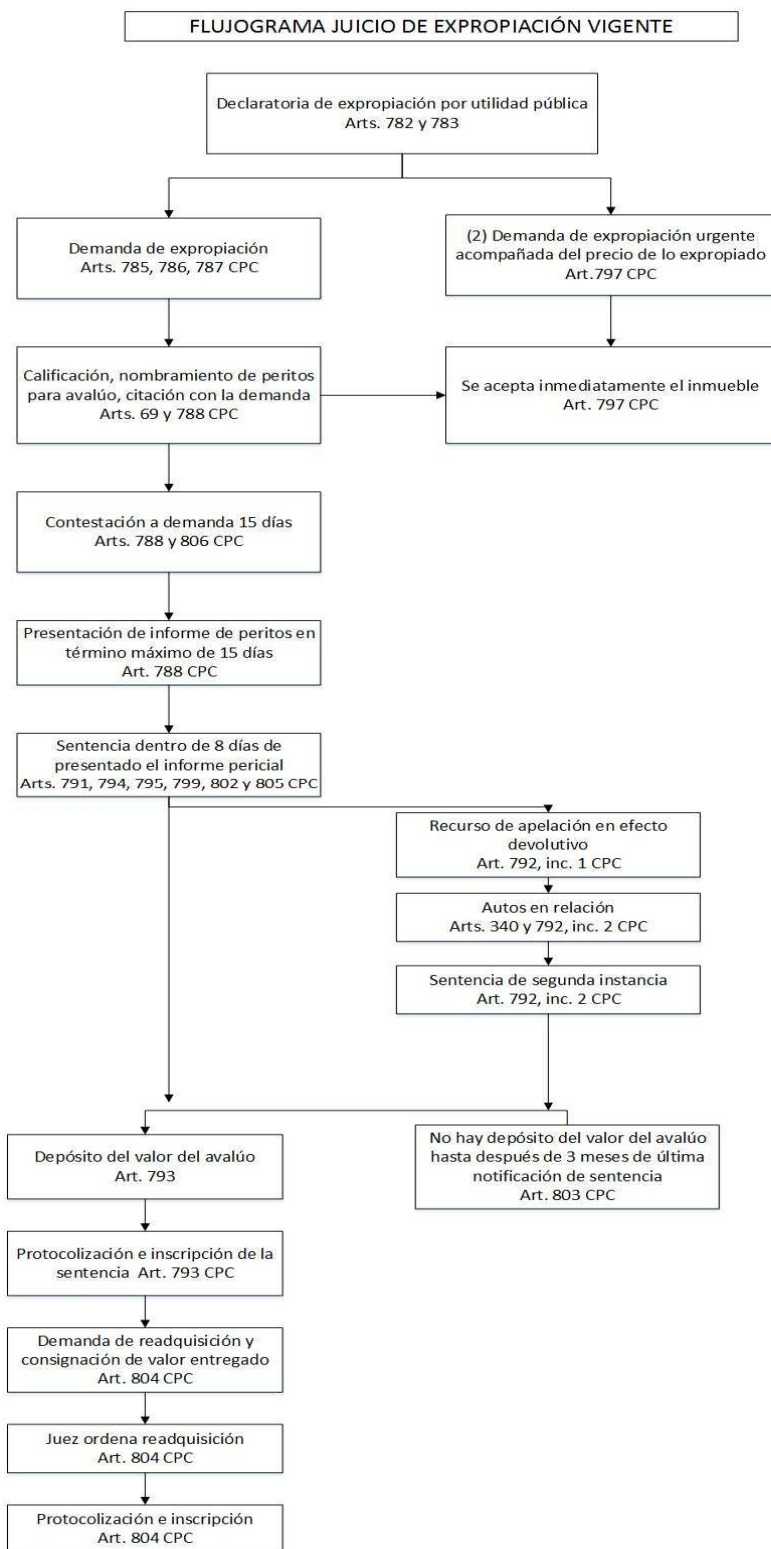 FLUJOGRAMA JUICIO DE EXPROPIACIÓN VIGENTE
Declaratoria de expropiación por utilidad pública
Arts. 782 y 783
Demanda de expropiación
Arts. 785, 786, 787 CPC
(2) Demanda de expropiación urgente
acompañada del precio de lo expropiado
Art.797 CPC
Calificación, nombramiento de peritos
para avalúo, citación con la demanda
Arts. 69 y 788 CPC
Se acepta inmediatamente el inmueble
Art. 797 CPC
Contestación a demanda 15 días
Arts. 788 y 806 CPC
Presentación de informe de peritos en
término máximo de 15 días
Art. 788 CPC
Sentencia dentro de 8 días de
presentado el informe pericial
Arts. 791, 794, 795, 799, 802 y 805 CPC
Recurso de apelación en efecto
devolutivo
Art. 792, inc. 1 CPC
Autos en relación
Arts. 340 y 792, inc. 2 CPC
Sentencia de segunda instancia
Art. 792, inc. 2 CPC
Depósito del valor del avalúo
Art. 793
No hay depósito del valor del avalúo
hasta después de 3 meses de última
notificación de sentencia
Art. 803 CPC
Protocolización e inscripción de la
sentencia Art. 793 CPC
Demanda de readquisición y
consignación de valor entregado
Art. 804 CPC
Juez ordena readquisición
Art. 804 CPC
Protocolización e inscripción
Art. 804 CPC